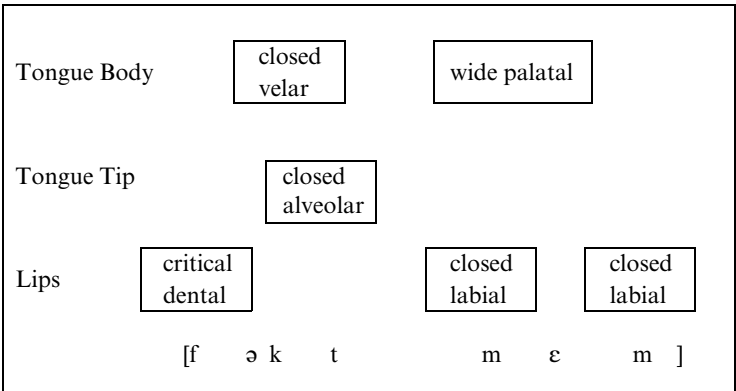 Tongue Body
closed
velar
wide palatal
Tongue Tip
closed
alveolar
Lips
critical
dental
closed
labial
closed
labial
[f ə k t m ɛ m ]